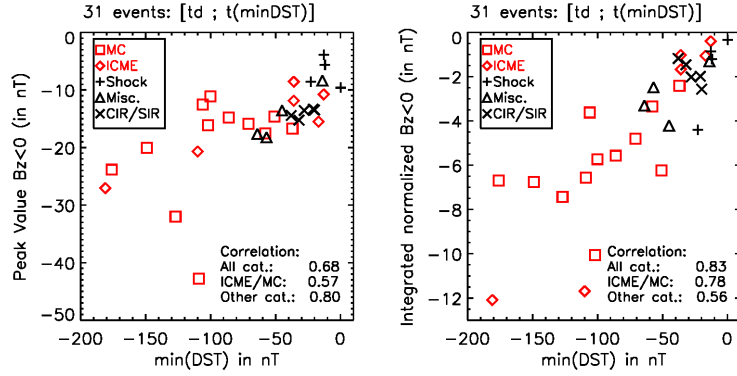 31 events: [td ; t(minDST)]
0
-10
-20
-30
-40
-50
Peak Value Bz<0 (in nT)
MC
ICME
Shock
Misc.
CIR/SIR
Correlation:
All cat.: 0.68
ICME/MC: 0.57
Other cat.: 0.80
-200 -150 -100 -50 0
min(DST) in nT
31 events: [td ; t(minDST)]
0
-2
-4
-6
-8
-10
-12
Integrated normalized Bz<0 (in nT)
MC
ICME
Shock
Misc.
CIR/SIR
Correlation:
All cat.: 0.83
ICME/MC: 0.78
Other cat.: 0.56
-200 -150 -100 -50 0
min(DST) in nT